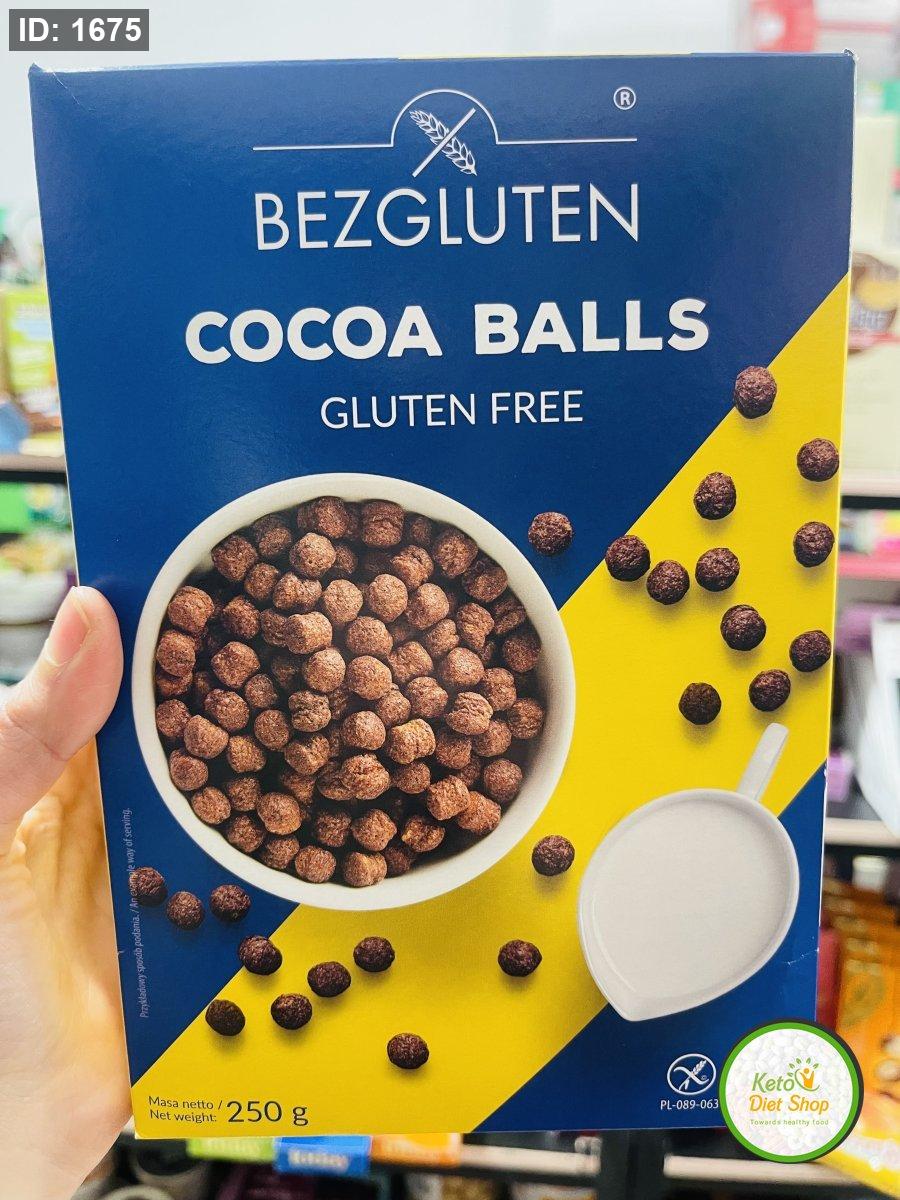 ID: 1675
®
BEZGLUTEN
COCOA BALLS
GLUTEN FREE
Przykładowy sposób podania. / An example way of serving.
Masa netto /
Net weight: 250 g
PL-089-063
Keto
Diet Shop
Towards healthy food